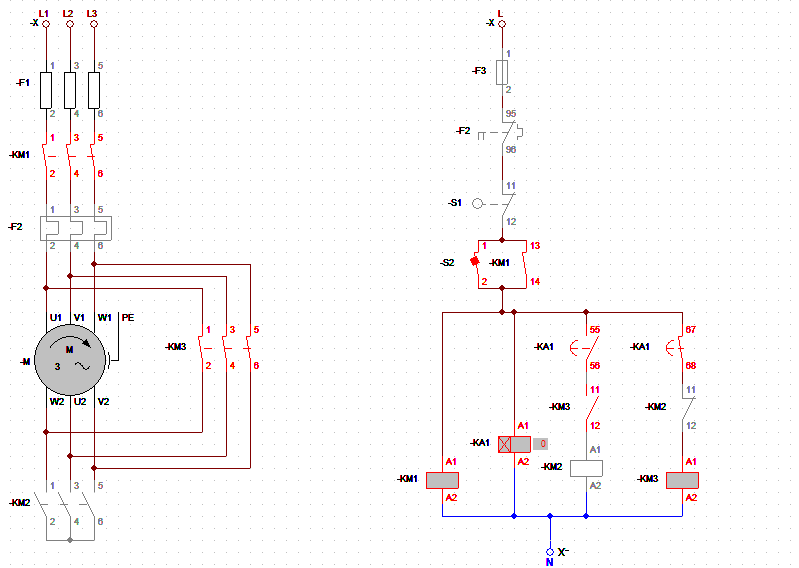 L1 L2 L3
-X
1 3 5
-F1
2 4 6
1 3 5
-KM1
2 4 6
1 3 5
-F2
2 4 6
U1 V1 W1 PE
-M
M
3
W2 U2 V2
1 3 5
-KM3
2 4 6
1 3 5
-KM2
2 4 6
L
-X
1
-F3
2
95
-F2
96
11
-S1
12
1 13
-S2 -KM1
2 14
55 67
-KA1 -KA1
56 68
11 11
-KM3 -KM2
12 12
A1
-KA1 0
A2
A1
-KM2
A2
A1 A1
-KM1 -KM3
A2 A2
X-
N